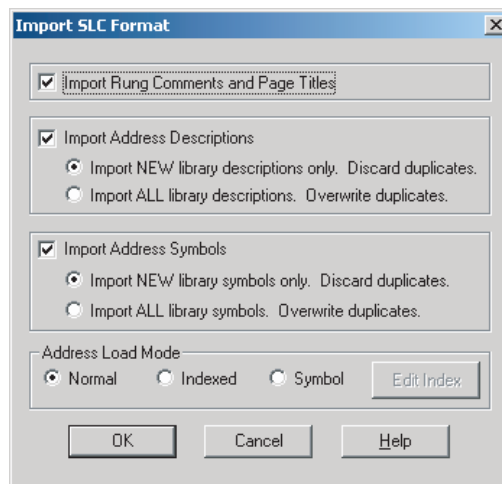 Import SLC Format
Import Rung Comments and Page Titles
Import Address Descriptions
Import NEW library descriptions only. Discard duplicates.
Import ALL library descriptions. Overwrite duplicates.
Import Address Symbols
Import NEW library symbols only. Discard duplicates.
Import ALL library symbols. Overwrite duplicates.
Address Load Mode
Normal Indexed Symbol Edit Index
OK Cancel Help